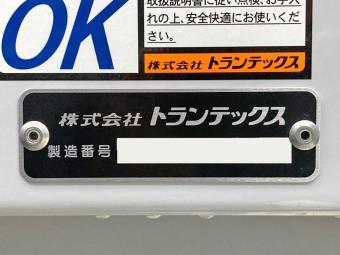 OK
取扱説明書に従い点検、お手入
れの上、安全快適にお使いくだ
さい。
株式会社 トランテックス
株式会社 トランテックス
製造番号